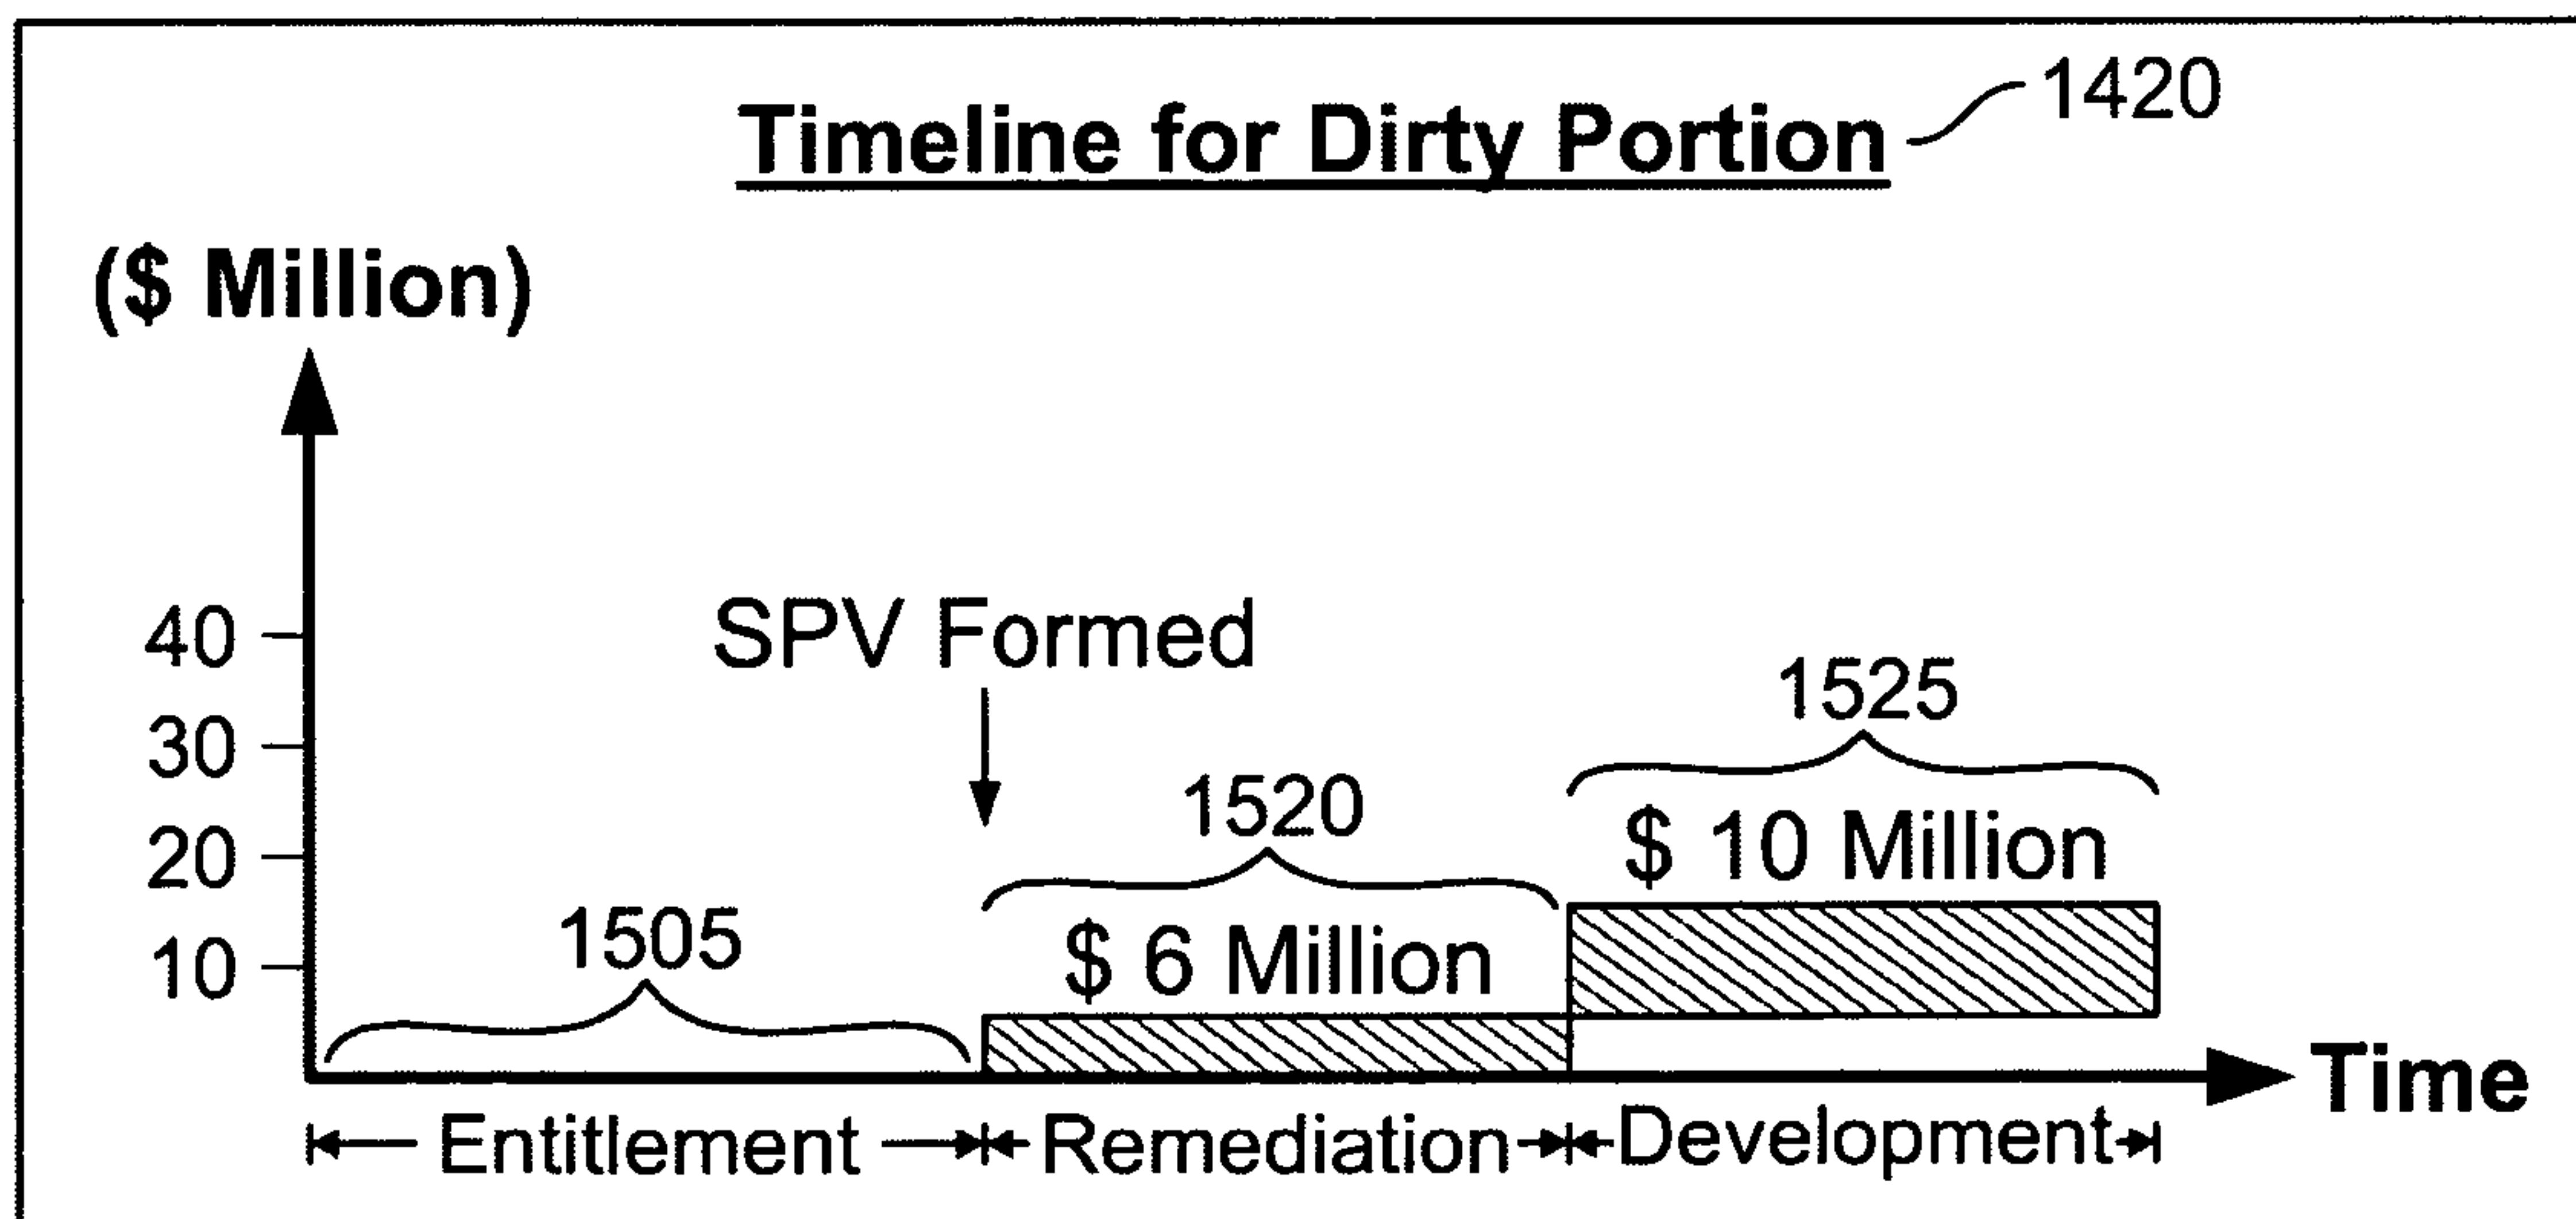 1420
Timeline for Dirty Portion
($ Million)
SPV Formed
40
30
20
10
1505
1520
$ 6 Million
1525
$ 10 Million
Time
Entitlement
Remediation
Development